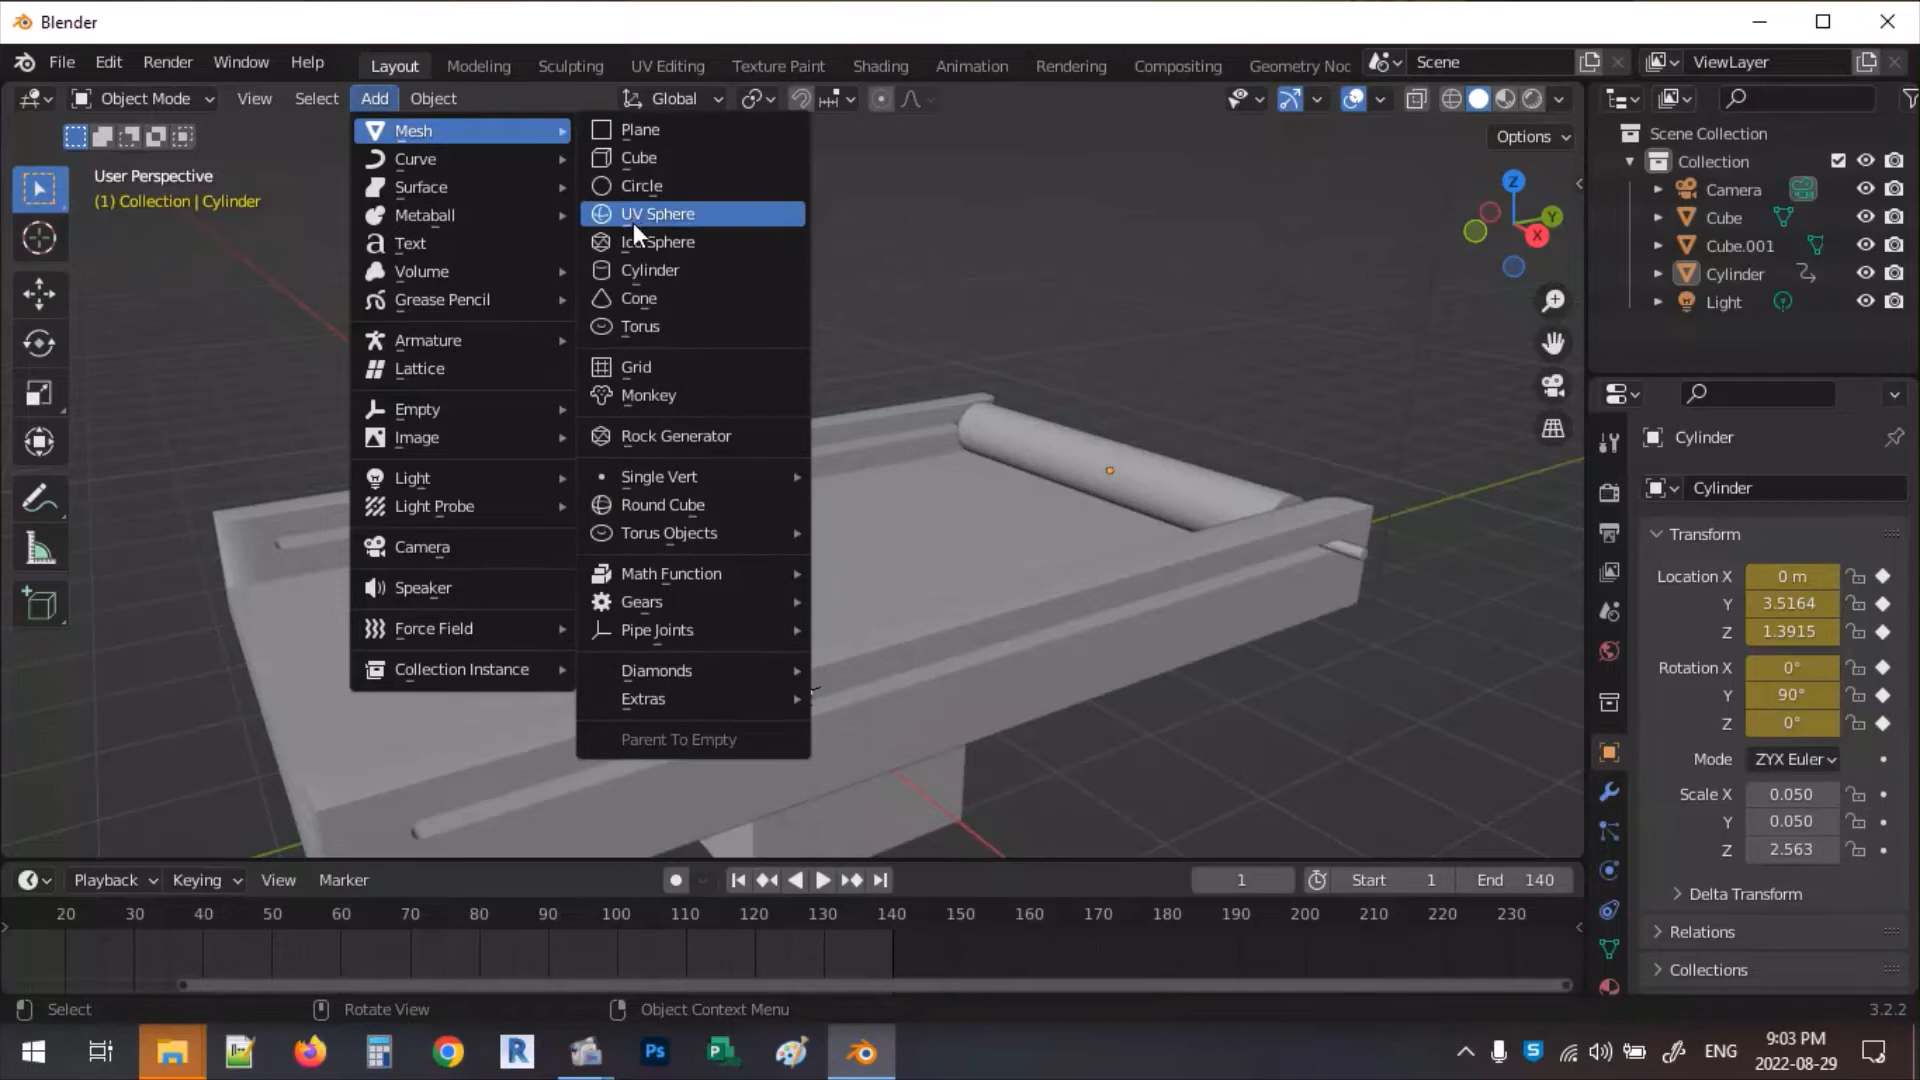 Blender
File Edit Render Window Help
Layout Modeling Sculpting UV Editing Texture Paint Shading Animation Rendering Compositing Geometry Noc
Scene
ViewLayer
Object Mode View Select Add Object
Global
Options
User Perspective
(1) Collection | Cylinder
Mesh
Curve
Surface
Metaball
Text
Volume
Grease Pencil
Armature
Lattice
Empty
Image
Light
Light Probe
Camera
Speaker
Force Field
Collection Instance
Plane
Cube
Circle
UV Sphere
Ico Sphere
Cylinder
Cone
Torus
Grid
Monkey
Rock Generator
Single Vert
Round Cube
Torus Objects
Math Function
Gears
Pipe Joints
Diamonds
Extras
Parent To Empty
Z
Y
X
Scene Collection
Collection
Camera
Cube
Cube.001
Cylinder
Light
Cylinder
Cylinder
Transform
Location X 0 m
Y 3.5164
Z 1.3915
Rotation X 0°
Y 90°
Z 0°
Mode ZYX Euler
Scale X 0.050
Y 0.050
Z 2.563
Delta Transform
Relations
Collections
Playback Keying View Marker
1 Start 1 End 140
20 30 40 50 60 70 80 90 100 110 120 130 140 150 160 170 180 190 200 210 220 230
Select Rotate View Object Context Menu 3.2.2
R Ps P S ENG
9:03 PM
2022-08-29